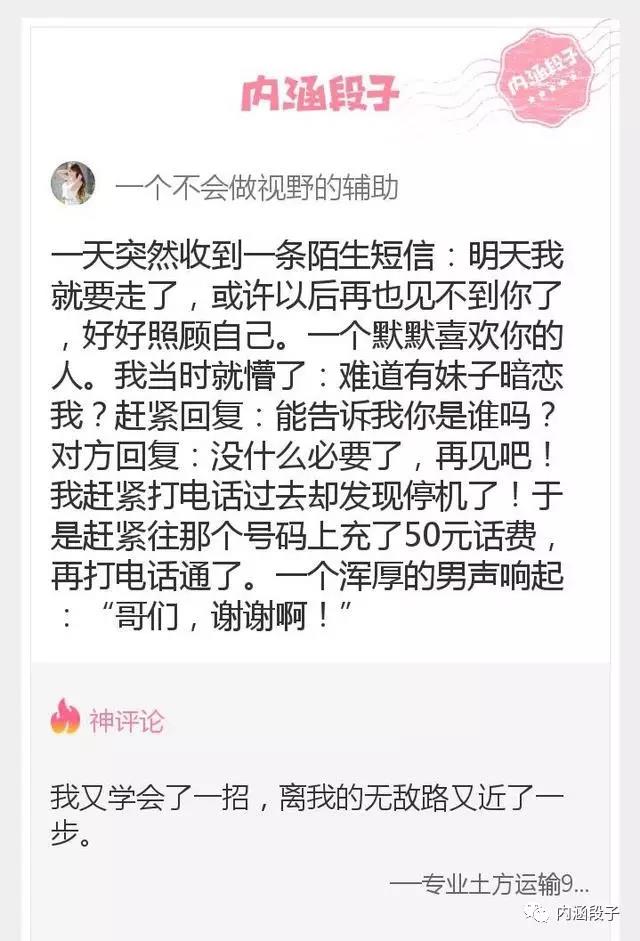 内涵段子
内涵段子
一个不会做视野的辅助
一天突然收到一条陌生短信：明天我
就要走了，或许以后再也见不到你了
，好好照顾自己。一个默默喜欢你的
人。我当时就懵了：难道有妹子暗恋
我？赶紧回复：能告诉我你是谁吗？
对方回复：没什么必要了，再见吧！
我赶紧打电话过去却发现停机了！于
是赶紧往那个号码上充了50元话费，
再打电话通了。一个浑厚的男声响起
：“哥们，谢谢啊！”
神评论
我又学会了一招，离我的无敌路又近了一
步。
──专业土方运输9...
内涵段子